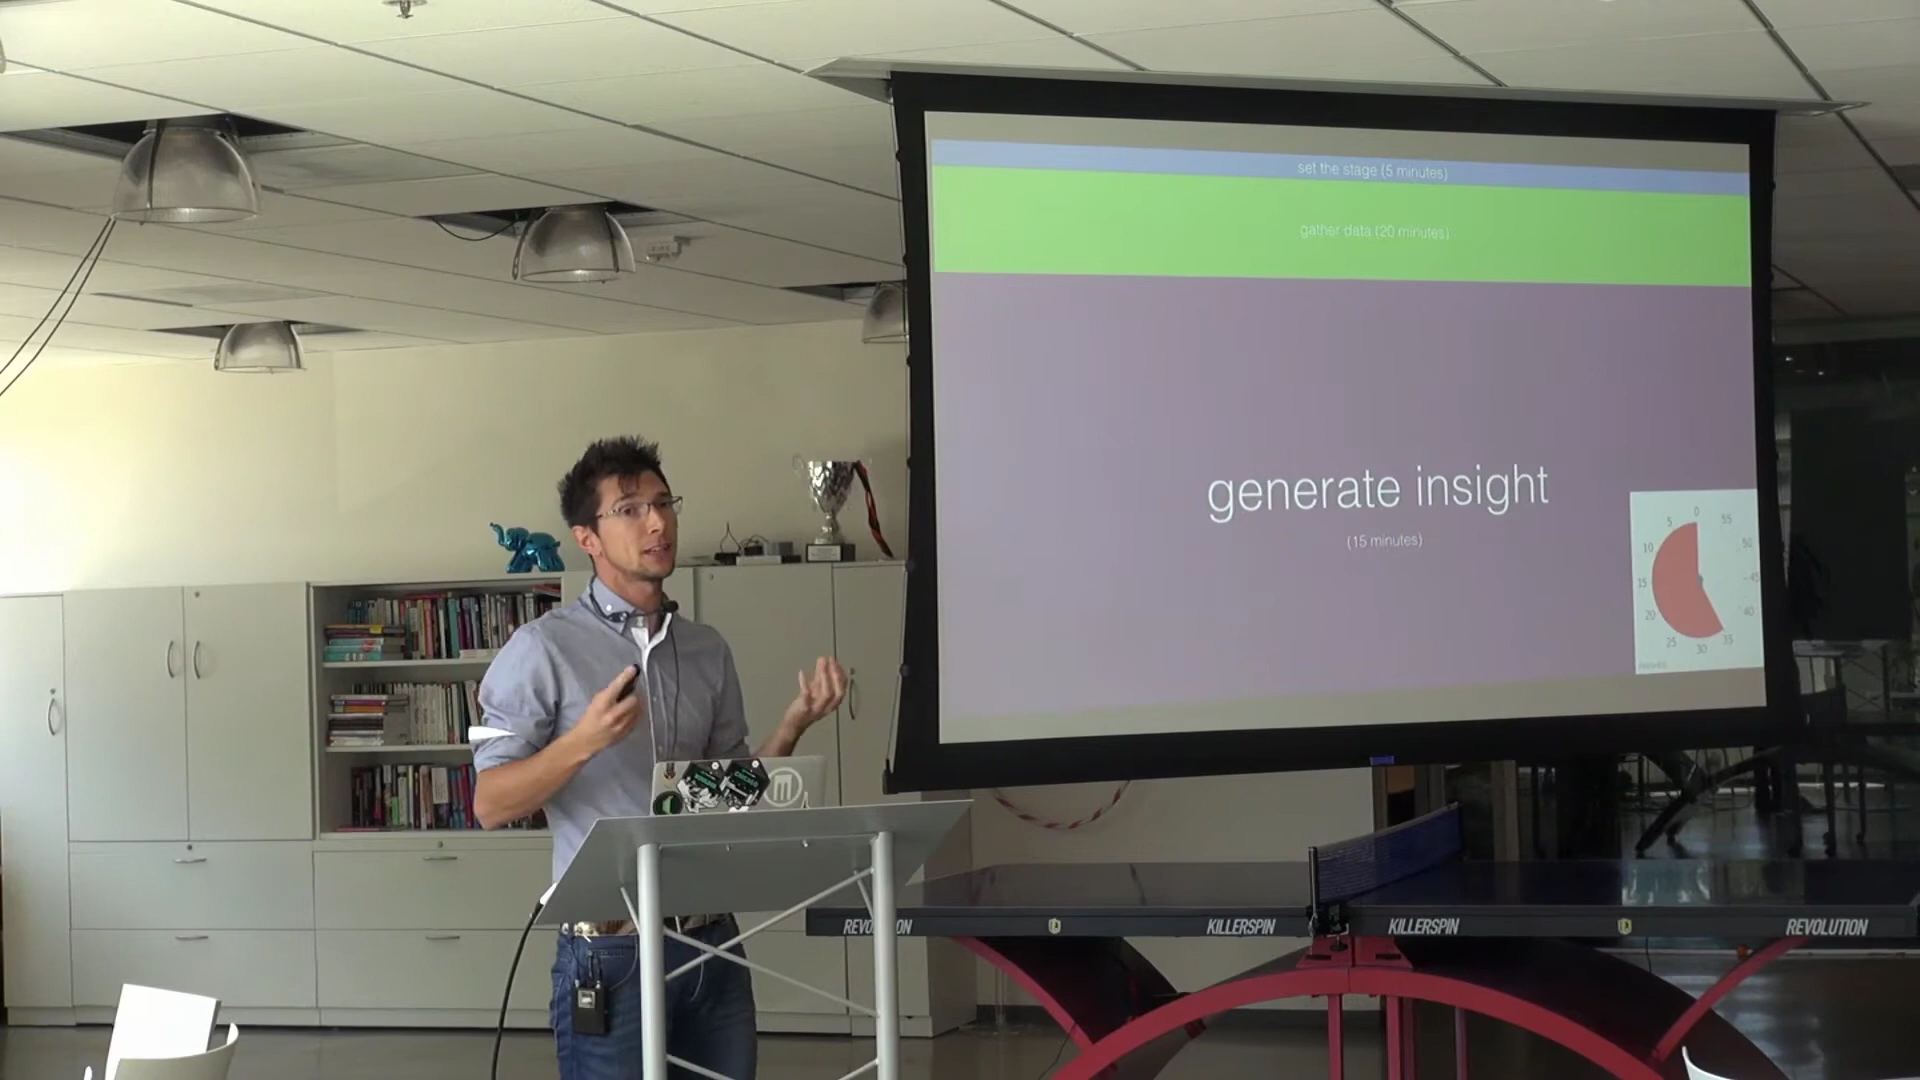 set the stage (5 minutes)
gather data (20 minutes)
generate insight
(15 minutes)
0
5
55
10
50
15
45
20
40
25
35
30
REVOLUTION
KILLERSPIN
KILLERSPIN
REVOLUTION